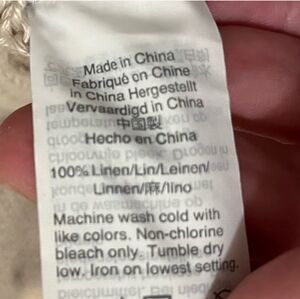 Made in China
Fabriqué en Chine
in China Hergestellt
Vervaardigd in China
中国製
Hecho en China
100% Linen/Lin/Leinen/
Linnen/麻/lino
Machine wash cold with
like colors. Non-chlorine
bleach only. Tumble dry
low. Iron on lowest setting.